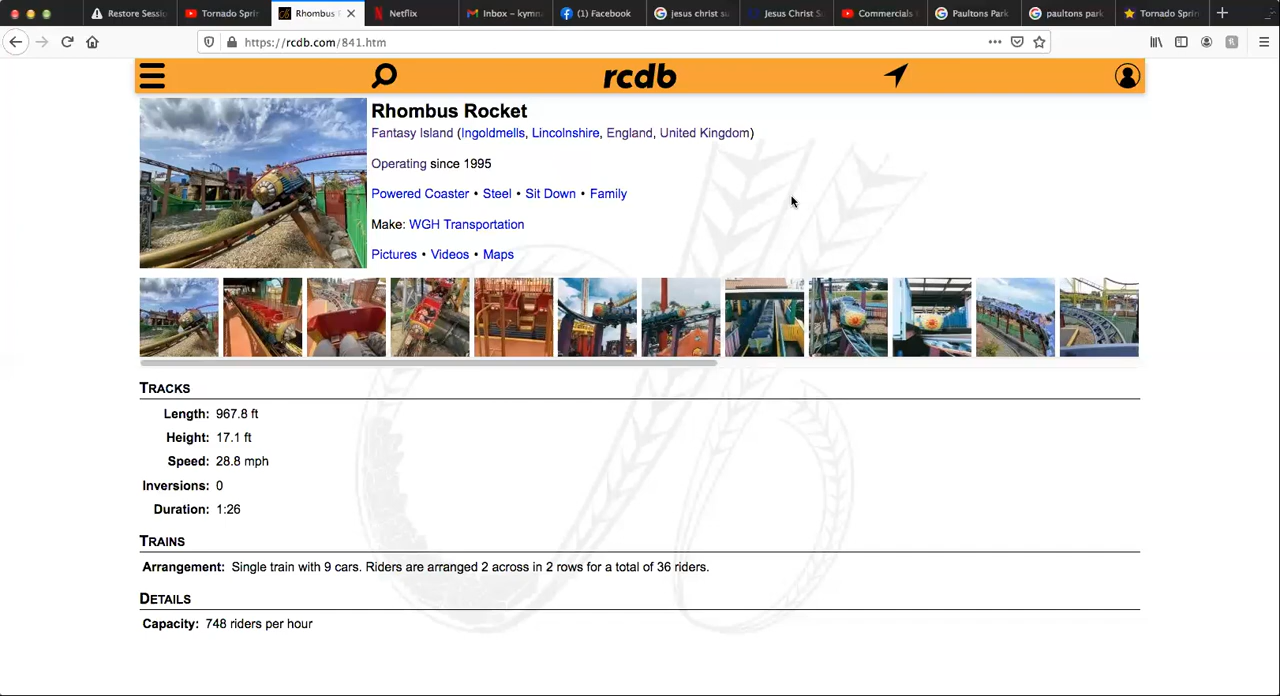 Restore Sessi
Tornado Sprin
Rhombus R
Netflix
Inbox – kymn
(1) Facebook
jesus christ su
Jesus Christ Su
Commercials
Paultons Park
paultons park
Tornado Sprin
https://rcdb.com/841.htm
rcdb
Rhombus Rocket
Fantasy Island (Ingoldmells, Lincolnshire, England, United Kingdom)
Operating since 1995
Powered Coaster • Steel • Sit Down • Family
Make: WGH Transportation
Pictures • Videos • Maps
TRACKS
Length: 967.8 ft
Height: 17.1 ft
Speed: 28.8 mph
Inversions: 0
Duration: 1:26
TRAINS
Arrangement: Single train with 9 cars. Riders are arranged 2 across in 2 rows for a total of 36 riders.
DETAILS
Capacity: 748 riders per hour